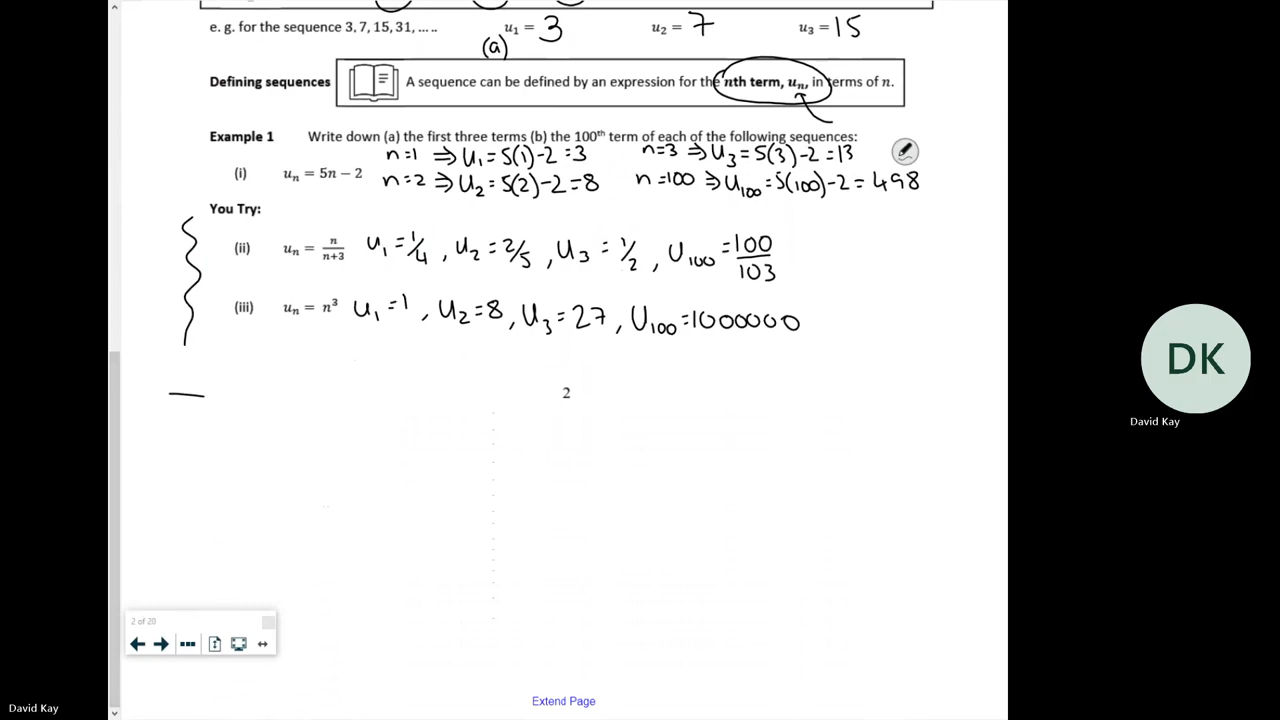 e. g. for the sequence 3, 7, 15, 31, ….. u₁ = 3 u₂ = 7 u₃ = 15
(a)
Defining sequences A sequence can be defined by an expression for the nth term, uₙ, in terms of n.
Example 1 Write down (a) the first three terms (b) the 100th term of each of the following sequences:
n=1 ⇒ U₁ = 5(1)-2 = 3 n=3 ⇒ U₃ = 5(3)-2 = 13
(i) uₙ = 5n − 2
n=2 ⇒ U₂ = 5(2)-2 = 8 n=100 ⇒ U₁₀₀ = 5(100)-2 = 498
You Try:
(ii) uₙ = n/(n+3) U₁ = 1/4 , U₂ = 2/5 , U₃ = 1/2 , U₁₀₀ = 100/103
(iii) uₙ = n³ U₁ = 1 , U₂ = 8 , U₃ = 27 , U₁₀₀ = 1000000
2
DK
David Kay
2 of 20
Extend Page
David Kay